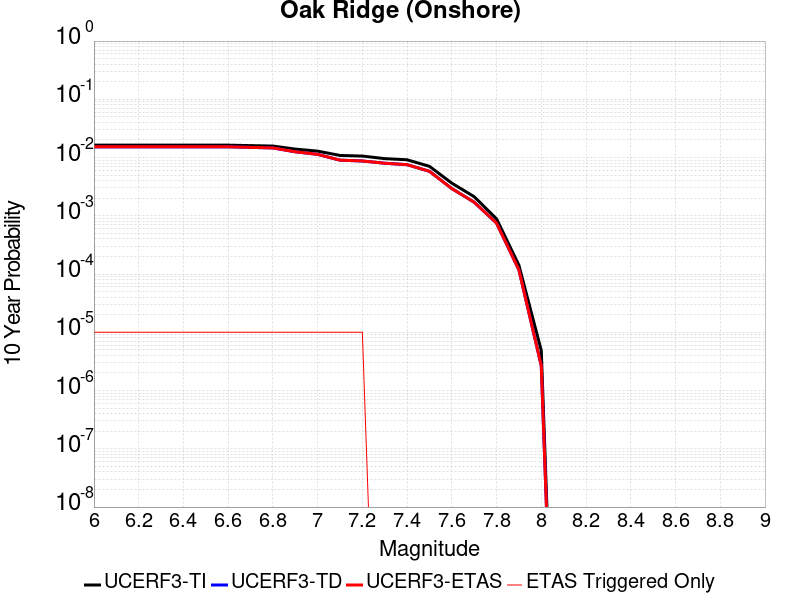 Oak Ridge (Onshore)
10 Year Probability
10^0
10^-1
10^-2
10^-3
10^-4
10^-5
10^-6
10^-7
10^-8
6 6.2 6.4 6.6 6.8 7 7.2 7.4 7.6 7.8 8 8.2 8.4 8.6 8.8 9
Magnitude
UCERF3-TI UCERF3-TD UCERF3-ETAS ETAS Triggered Only